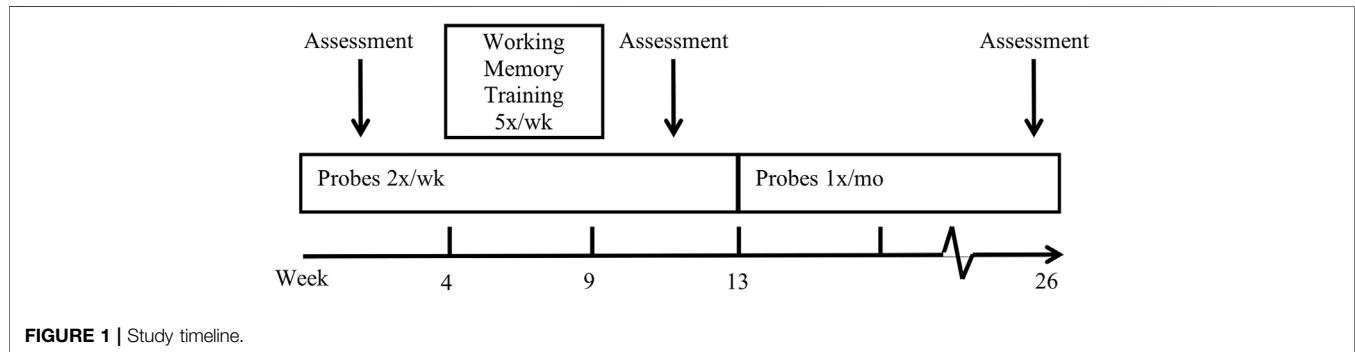 Assessment
Working
Memory
Training
5x/wk
Assessment
Assessment
Probes 2x/wk
Probes 1x/mo
Week
4
9
13
26
FIGURE 1 | Study timeline.